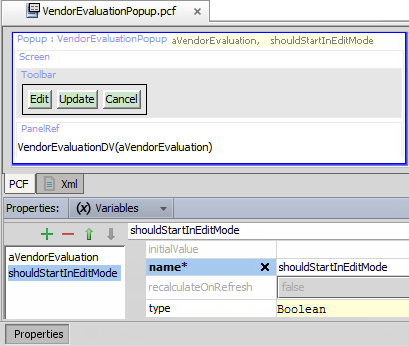 VendorEvaluationPopup.pcf
Popup : VendorEvaluationPopup aVendorEvaluation, shouldStartInEditMode
Screen
Toolbar
Edit Update Cancel
PanelRef
VendorEvaluationDV(aVendorEvaluation)
PCF Xml
Properties: (x) Variables
shouldStartInEditMode
aVendorEvaluation
shouldStartInEditMode
initialValue
name* shouldStartInEditMode
recalculateOnRefresh false
type Boolean
Properties